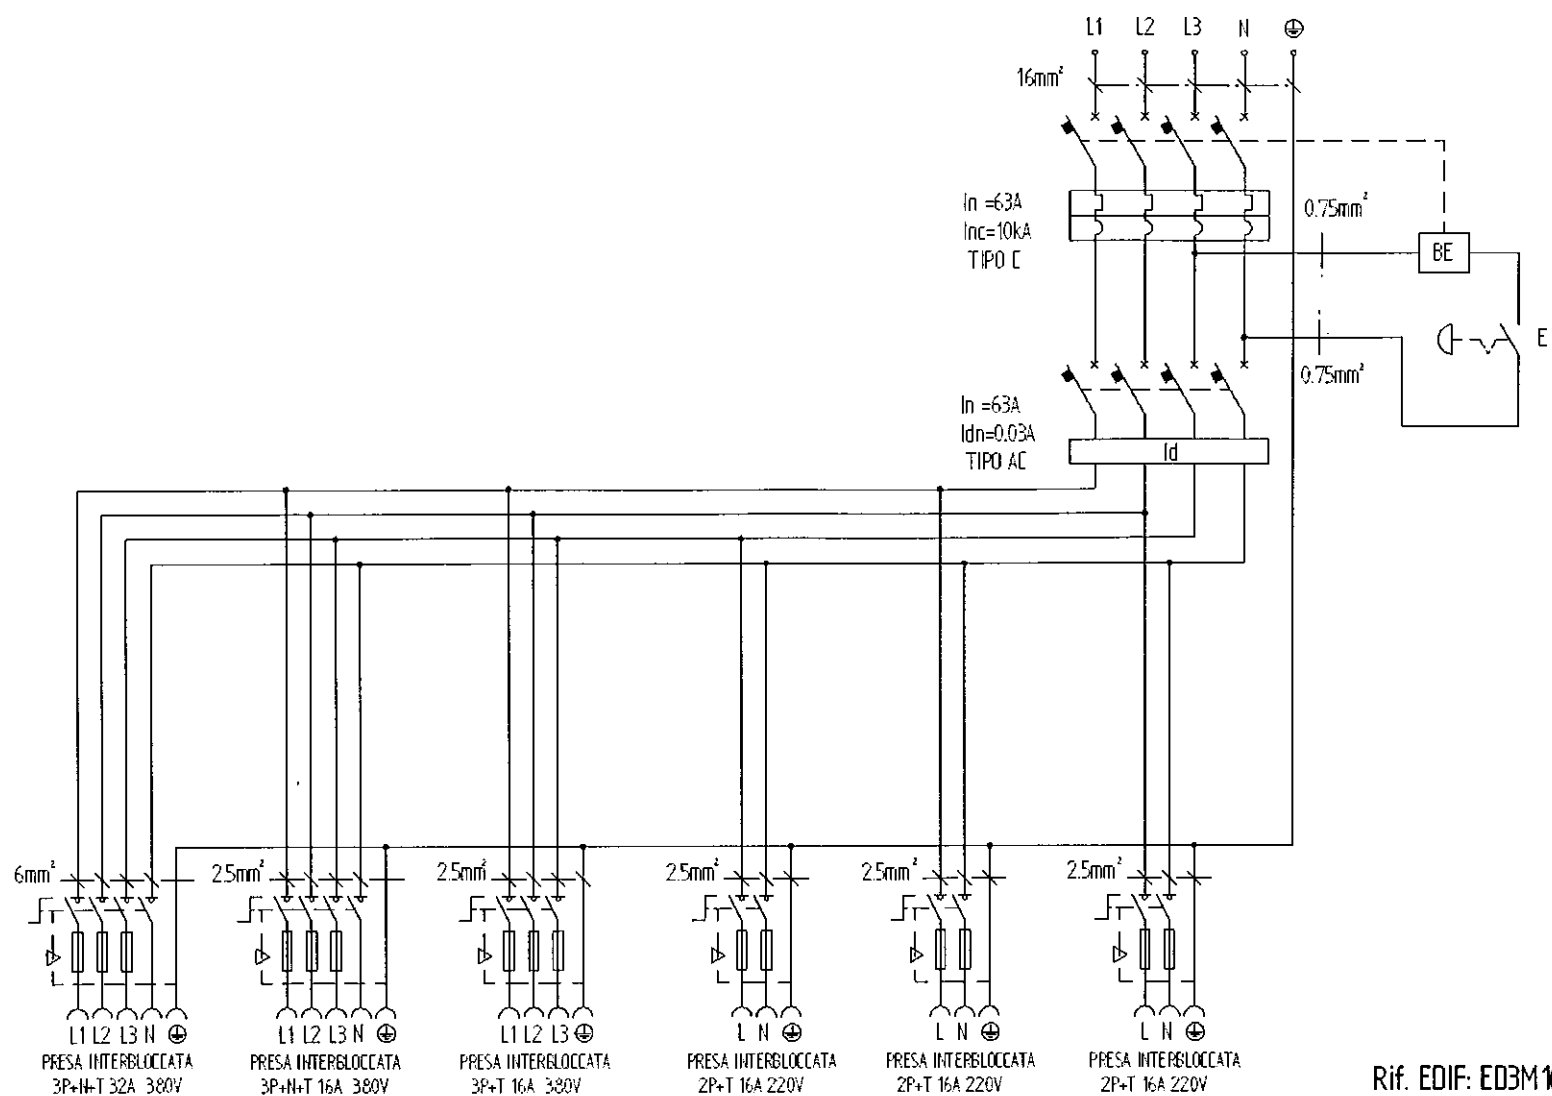 L1 L2 L3 N
16mm²
In =63A
Inc=10kA
TIPO C
0.75mm²
BE
E
0.75mm²
In =63A
Idn=0.03A
TIPO AC
Id
6mm² 2.5mm² 2.5mm² 2.5mm² 2.5mm² 2.5mm²
L1 L2 L3 N L1 L2 L3 N L1 L2 L3 L N L N L N
PRESA INTERBLOCCATA PRESA INTERBLOCCATA PRESA INTERBLOCCATA PRESA INTERBLOCCATA PRESA INTERBLOCCATA PRESA INTERBLOCCATA
3P+N+T 32A 380V 3P+N+T 16A 380V 3P+T 16A 380V 2P+T 16A 220V 2P+T 16A 220V 2P+T 16A 220V
Rif. EDIF: